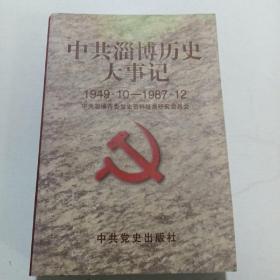 中共淄博历史
大事记
1949·10—1987·12
中共淄博市委党史资料征集研究委员会
中共党史出版社